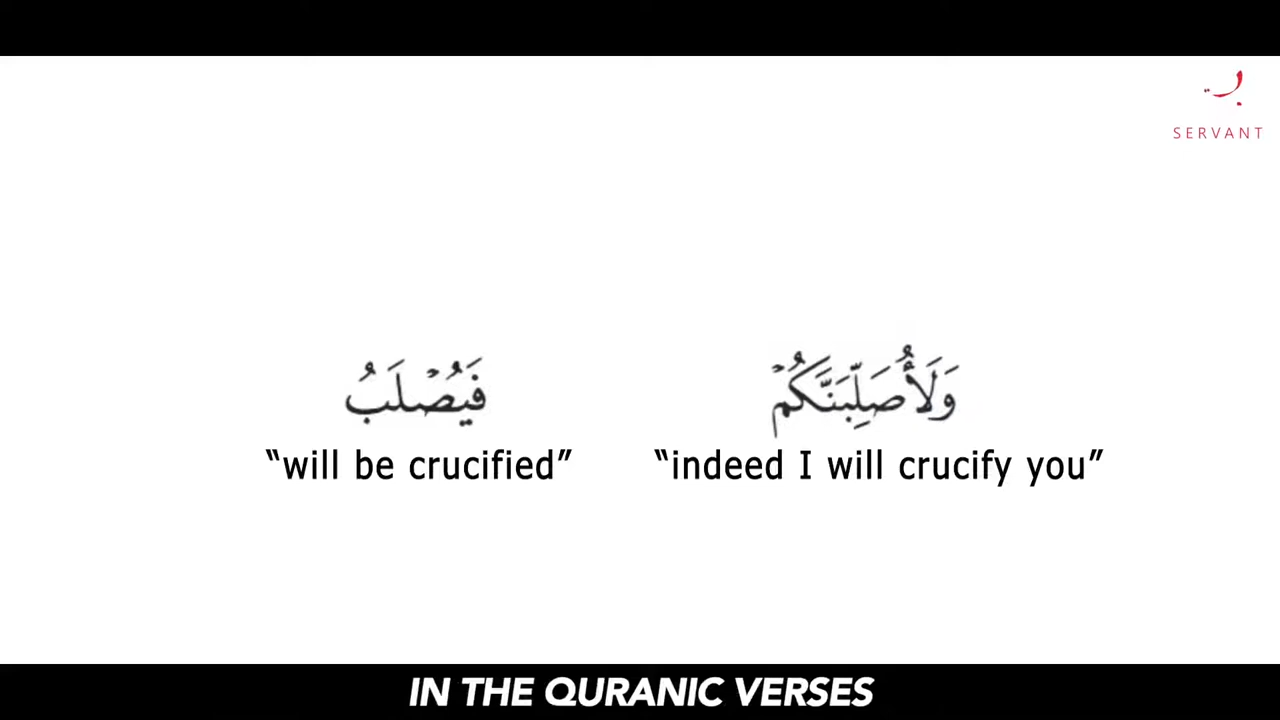 SERVANT
فَيُصْلَبُ
وَلَأُصَلِّبَنَّكُمْ
“will be crucified”
“indeed I will crucify you”
IN THE QURANIC VERSES